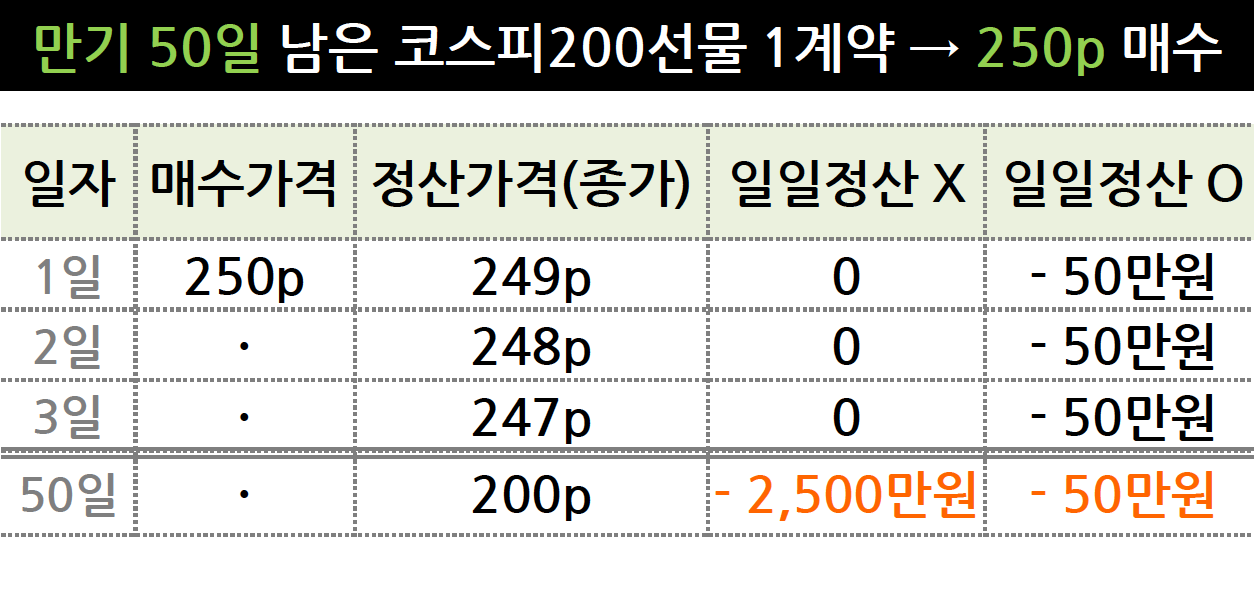 만기 50일 남은 코스피200선물 1계약 → 250p 매수
일자 매수가격 정산가격(종가) 일일정산 X 일일정산 O
1일 250p 249p 0 - 50만원
2일 · 248p 0 - 50만원
3일 · 247p 0 - 50만원
50일 · 200p - 2,500만원 - 50만원